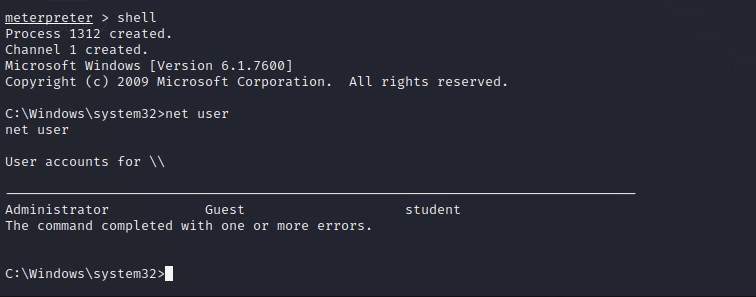 meterpreter > shell
Process 1312 created.
Channel 1 created.
Microsoft Windows [Version 6.1.7600]
Copyright (c) 2009 Microsoft Corporation.  All rights reserved.
C:\Windows\system32>net user
net user
User accounts for \\
-------------------------------------------------------------------------------
Administrator            Guest                    student
The command completed with one or more errors.
C:\Windows\system32>